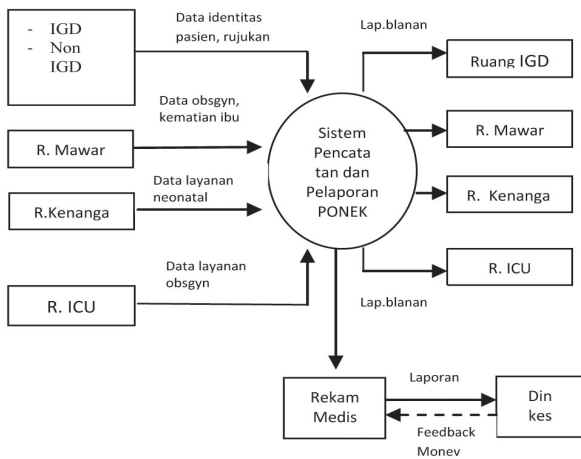 - IGD
- Non
IGD
Data identitas
pasien, rujukan
Lap.blanan
Ruang IGD
Data obsgyn,
kematian ibu
R. Mawar
Sistem
Pencata
tan dan
Pelaporan
PONEK
R. Mawar
Data layanan
neonatal
R.Kenanga
R. Kenanga
Data layanan
obsgyn
R. ICU
R. ICU
Lap.blanan
Rekam
Medis
Laporan
Din
kes
Feedback
Monev